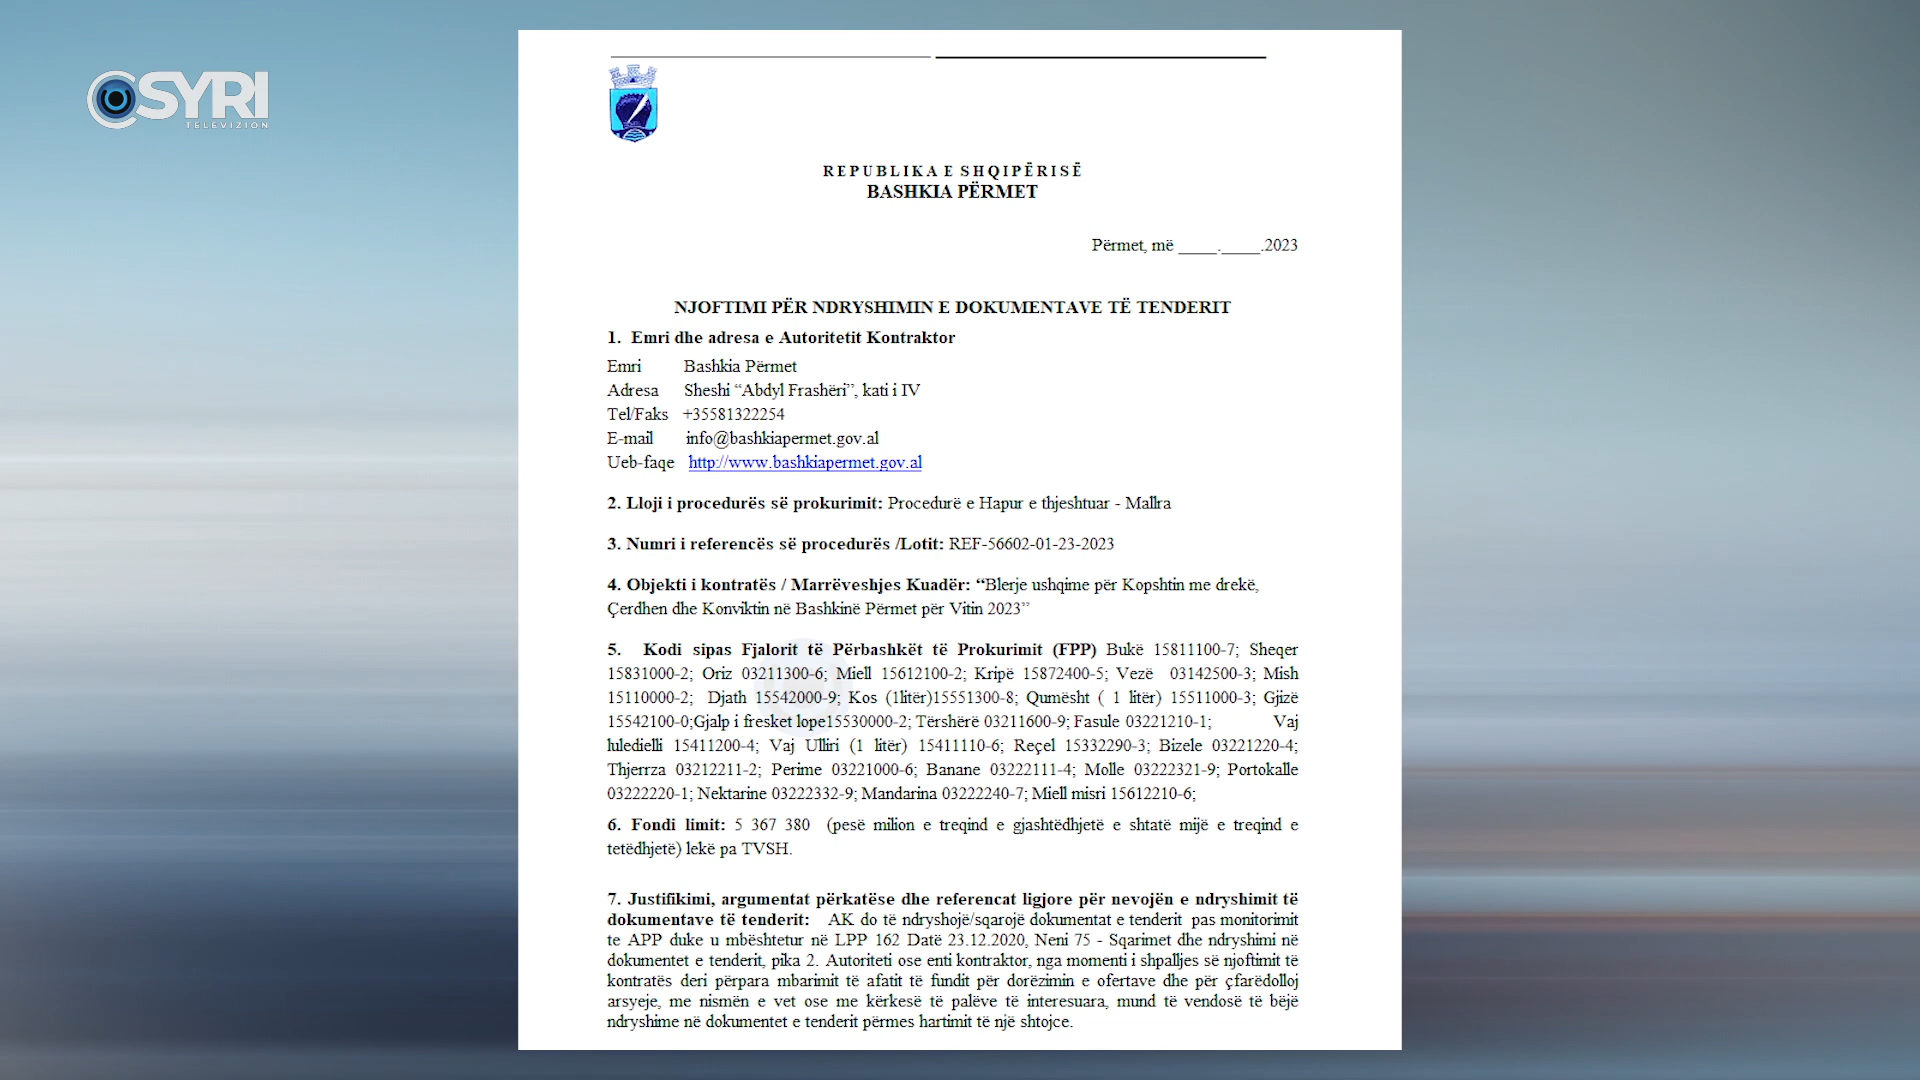 SYRI
TELEVIZION
REPUBLIKA E SHQIPËRISË
BASHKIA PËRMET
Përmet, më _____._____.2023
NJOFTIMI PËR NDRYSHIMIN E DOKUMENTAVE TË TENDERIT
1. Emri dhe adresa e Autoritetit Kontraktor
Emri Bashkia Përmet
Adresa Sheshi “Abdyl Frashëri”, kati i IV
Tel/Faks +35581322254
E-mail info@bashkiapermet.gov.al
Ueb-faqe http://www.bashkiapermet.gov.al
2. Lloji i procedurës së prokurimit: Procedurë e Hapur e thjeshtuar - Mallra
3. Numri i referencës së procedurës /Lotit: REF-56602-01-23-2023
4. Objekti i kontratës / Marrëveshjes Kuadër: “Blerje ushqime për Kopshtin me drekë,
Çerdhen dhe Konviktin në Bashkinë Përmet për Vitin 2023”
5. Kodi sipas Fjalorit të Përbashkët të Prokurimit (FPP) Bukë 15811100-7; Sheqer
15831000-2; Oriz 03211300-6; Miell 15612100-2; Kripë 15872400-5; Vezë 03142500-3; Mish
15110000-2; Djath 15542000-9; Kos (1litër)15551300-8; Qumësht ( 1 litër) 15511000-3; Gjizë
15542100-0;Gjalp i fresket lope15530000-2; Tërshërë 03211600-9; Fasule 03221210-1; Vaj
luledielli 15411200-4; Vaj Ulliri (1 litër) 15411110-6; Reçel 15332290-3; Bizele 03221220-4;
Thjerrza 03212211-2; Perime 03221000-6; Banane 03222111-4; Molle 03222321-9; Portokalle
03222220-1; Nektarine 03222332-9; Mandarina 03222240-7; Miell misri 15612210-6;
6. Fondi limit: 5 367 380 (pesë milion e treqind e gjashtëdhjetë e shtatë mijë e treqind e
tetëdhjetë) lekë pa TVSH.
7. Justifikimi, argumentat përkatëse dhe referencat ligjore për nevojën e ndryshimit të
dokumentave të tenderit: AK do të ndryshojë/sqarojë dokumentat e tenderit pas monitorimit
te APP duke u mbështetur në LPP 162 Datë 23.12.2020, Neni 75 - Sqarimet dhe ndryshimi në
dokumentet e tenderit, pika 2. Autoriteti ose enti kontraktor, nga momenti i shpalljes së njoftimit të
kontratës deri përpara mbarimit të afatit të fundit për dorëzimin e ofertave dhe për çfarëdolloj
arsyeje, me nismën e vet ose me kërkesë të palëve të interesuara, mund të vendosë të bëjë
ndryshime në dokumentet e tenderit përmes hartimit të një shtojce.